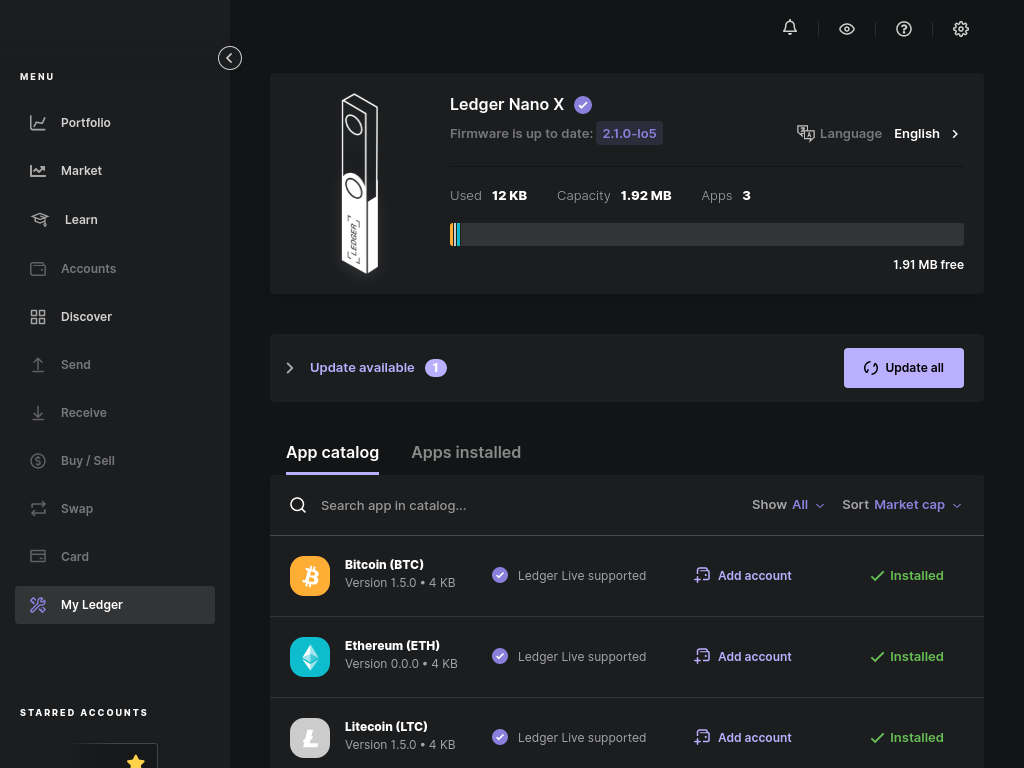 MENU
Portfolio
Market
Learn
Accounts
Discover
Send
Receive
Buy / Sell
Swap
Card
My Ledger
STARRED ACCOUNTS
LEDGER
Ledger Nano X
Firmware is up to date: 2.1.0-lo5
Language English
Used 12 KB Capacity 1.92 MB Apps 3
1.91 MB free
Update available 1
Update all
App catalog Apps installed
Search app in catalog...
Show All Sort Market cap
Bitcoin (BTC)
Version 1.5.0 • 4 KB
Ledger Live supported
Add account
Installed
Ethereum (ETH)
Version 0.0.0 • 4 KB
Ledger Live supported
Add account
Installed
Litecoin (LTC)
Version 1.5.0 • 4 KB
Ledger Live supported
Add account
Installed